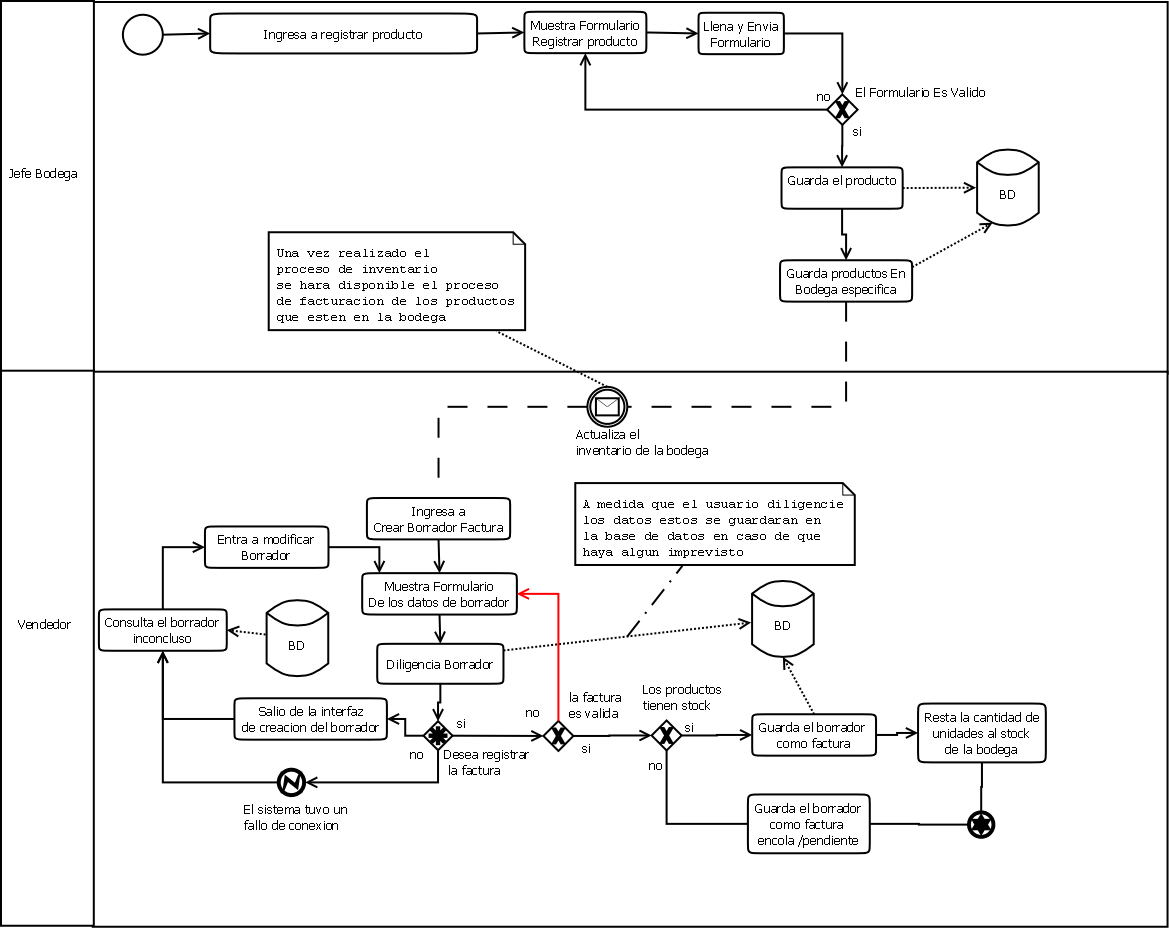 Jefe Bodega
Ingresa a registrar producto
Muestra Formulario
Registrar producto
Llena y Envia
Formulario
no
El Formulario Es Valido
si
Guarda el producto
BD
Guarda productos En
Bodega especifica
Una vez realizado el
proceso de inventario
se hara disponible el proceso
de facturacion de los productos
que esten en la bodega
Vendedor
Actualiza el
inventario de la bodega
Ingresa a
Crear Borrador Factura
A medida que el usuario diligencie
los datos estos se guardaran en
la base de datos en caso de que
haya algun imprevisto
Entra a modificar
Borrador
Muestra Formulario
De los datos de borrador
Consulta el borrador
inconcluso
BD
BD
Diligencia Borrador
Salio de la interfaz
de creacion del borrador
si
no
Desea registrar
la factura
no
la factura
es valida
si
Los productos
tienen stock
si
no
Guarda el borrador
como factura
Resta la cantidad de
unidades al stock
de la bodega
El sistema tuvo un
fallo de conexion
Guarda el borrador
como factura
encola /pendiente